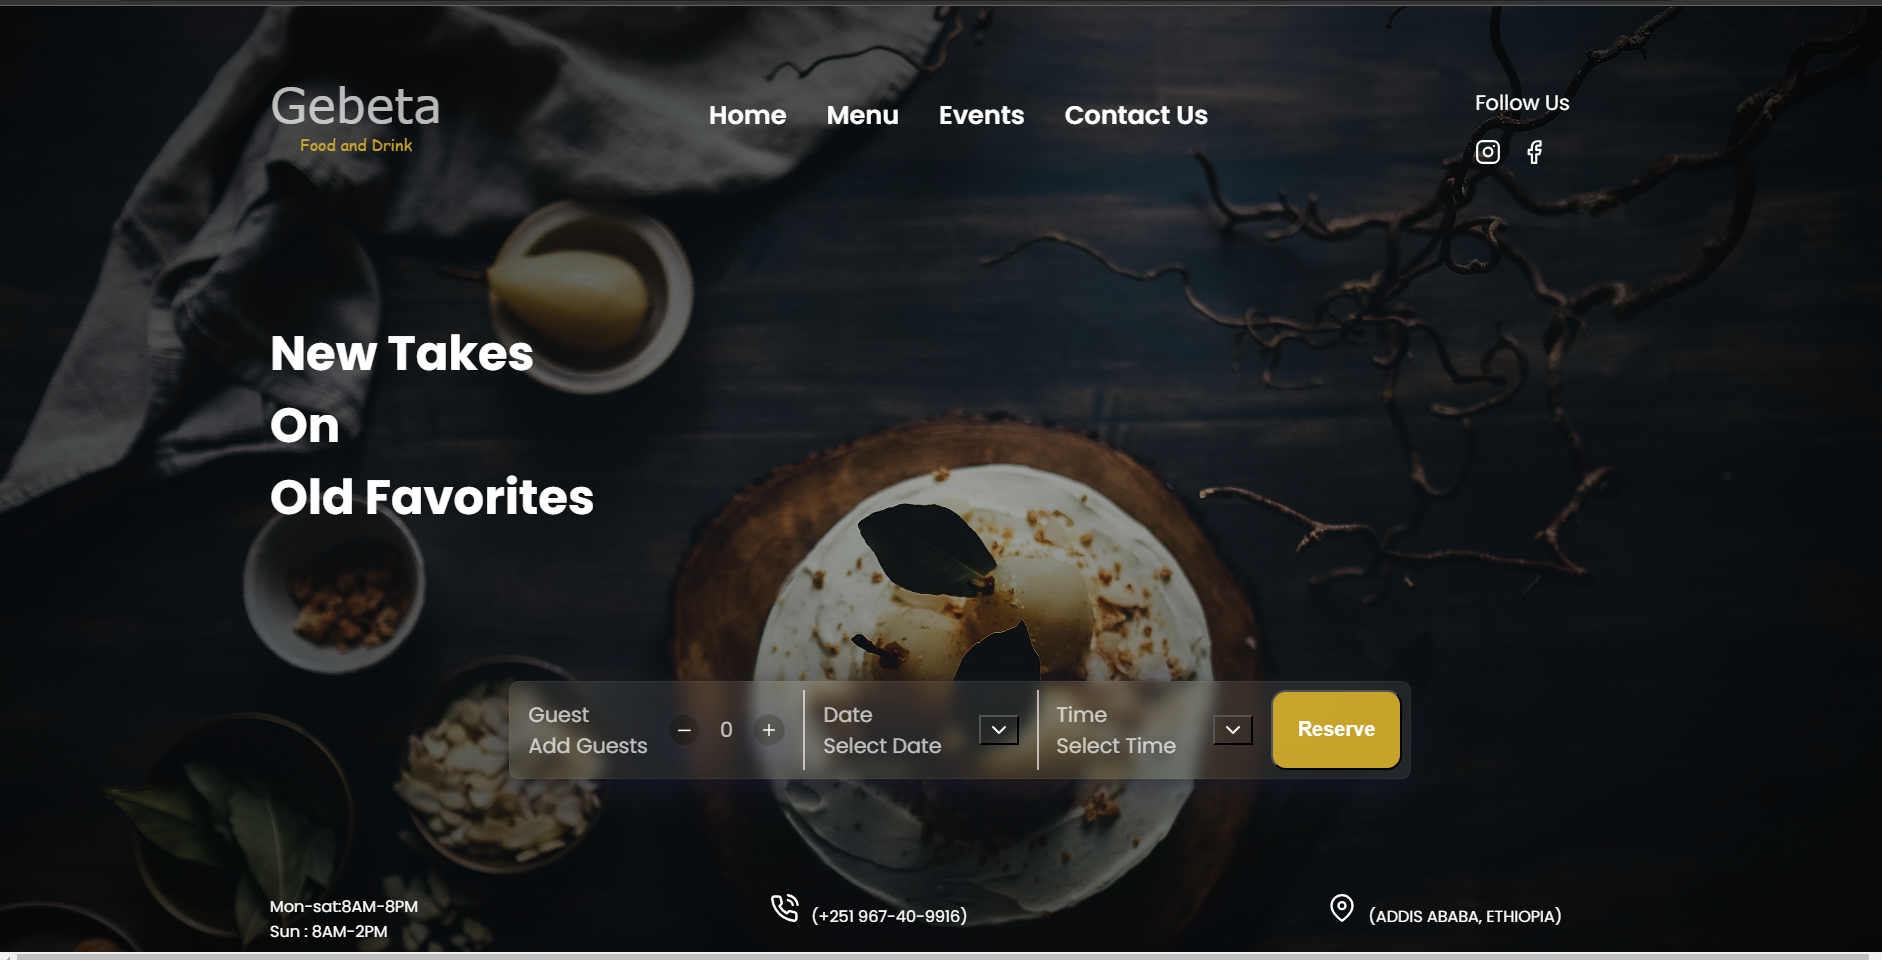 Gebeta
Food and Drink
Home Menu Events Contact Us
Follow Us
New Takes
On
Old Favorites
Guest
Add Guests
0
Date
Select Date
Time
Select Time
Reserve
Mon-sat:8AM-8PM
Sun : 8AM-2PM
(+251 967-40-9916)
(ADDIS ABABA, ETHIOPIA)